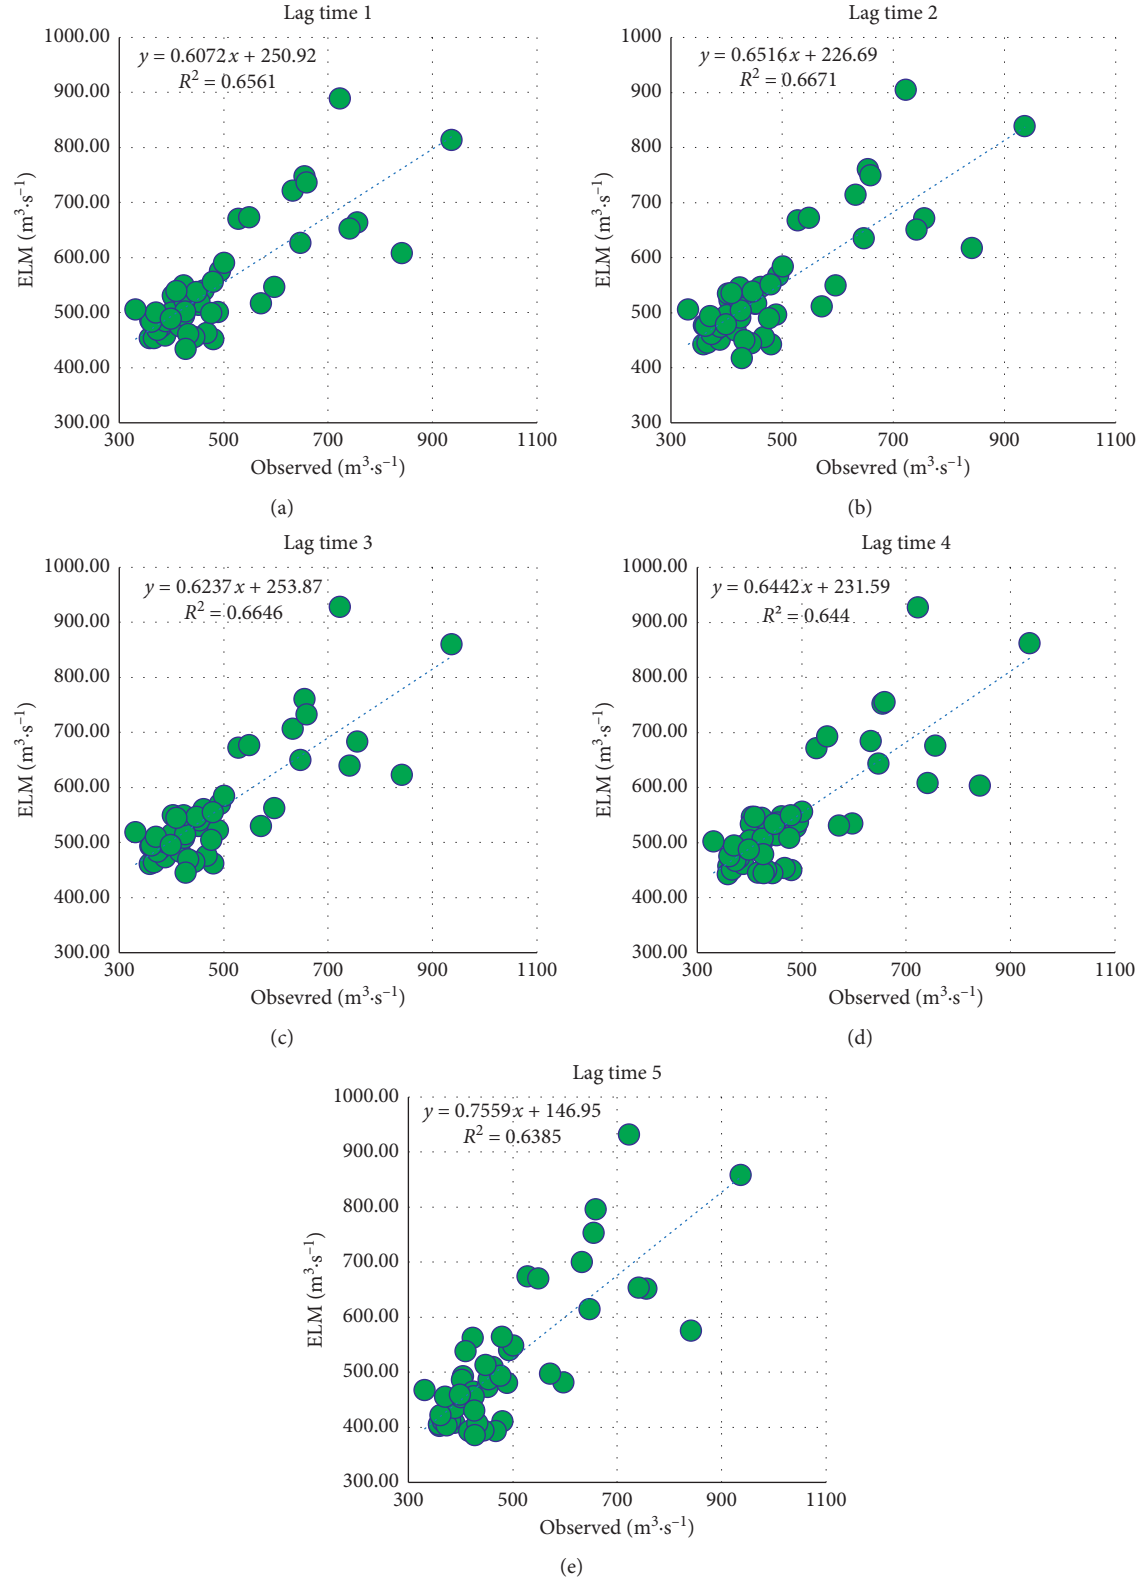 Lag time 1
y = 0.6072x + 250.92
R² = 0.6561
1000.00
900.00
800.00
700.00
600.00
500.00
400.00
300.00
ELM (m³·s⁻¹)
300 500 700 900 1100
Observed (m³·s⁻¹)
(a)
Lag time 2
y = 0.6516x + 226.69
R² = 0.6671
1000
900
800
700
600
500
400
300
ELM (m³·s⁻¹)
300 500 700 900 1100
Obsevred (m³·s⁻¹)
(b)
Lag time 3
y = 0.6237x + 253.87
R² = 0.6646
1000.00
900.00
800.00
700.00
600.00
500.00
400.00
300.00
ELM (m³·s⁻¹)
300 500 700 900 1100
Obsevred (m³·s⁻¹)
(c)
Lag time 4
y = 0.6442x + 231.59
R² = 0.644
1000.00
900.00
800.00
700.00
600.00
500.00
400.00
300.00
ELM (m³·s⁻¹)
300 500 700 900 1100
Observed (m³·s⁻¹)
(d)
Lag time 5
y = 0.7559x + 146.95
R² = 0.6385
1000.00
900.00
800.00
700.00
600.00
500.00
400.00
300.00
ELM (m³·s⁻¹)
300 500 700 900 1100
Observed (m³·s⁻¹)
(e)